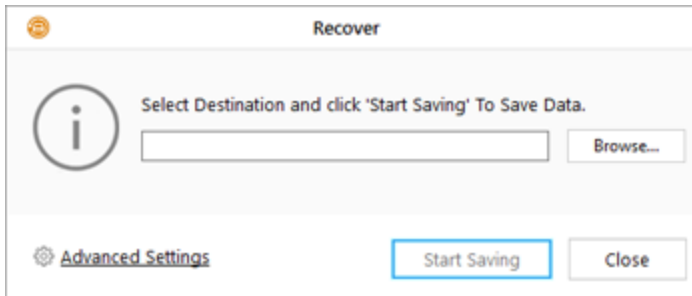 Recover
Select Destination and click 'Start Saving' To Save Data.
Browse...
Advanced Settings
Start Saving
Close